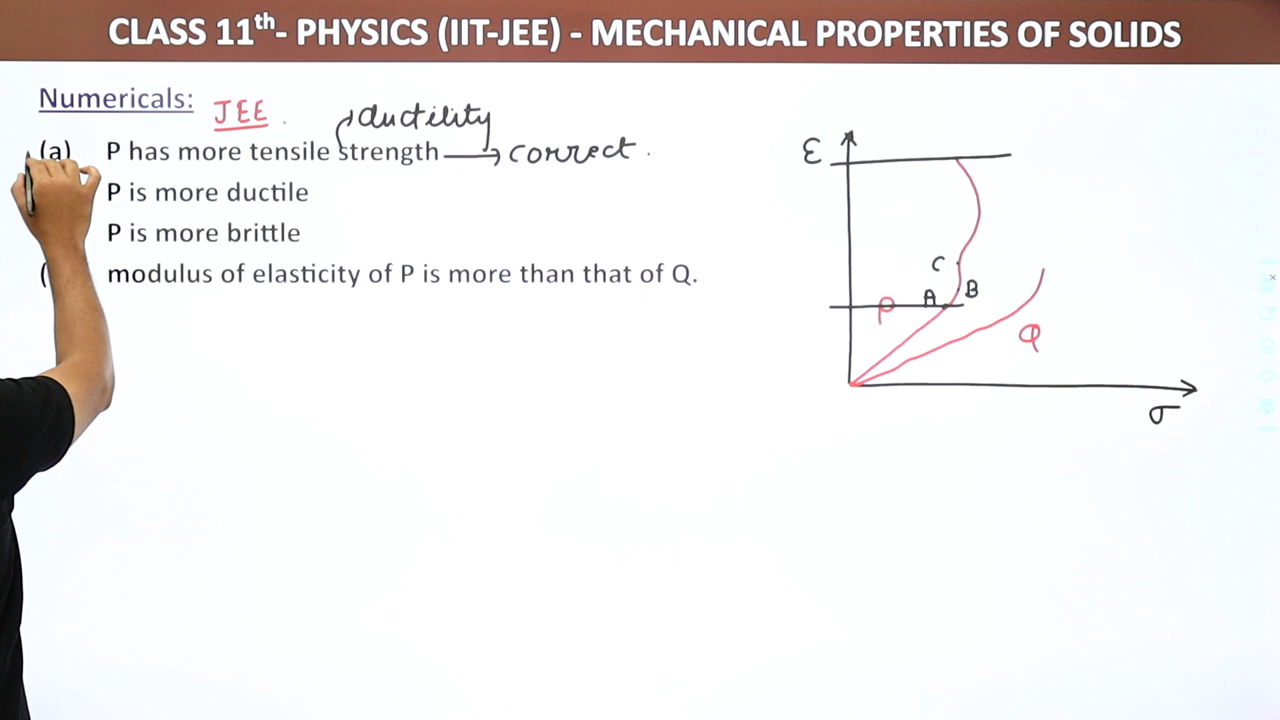 CLASS 11th- PHYSICS (IIT-JEE) - MECHANICAL PROPERTIES OF SOLIDS
Numericals: JEE . ductility
(a) P has more tensile strength → correct .
P is more ductile
P is more brittle
( modulus of elasticity of P is more than that of Q.
ε
C
P A B
Q
σ